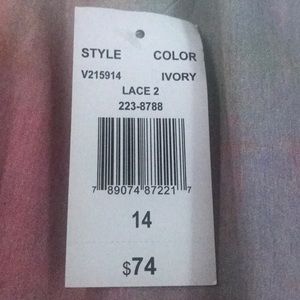 STYLE COLOR
V215914 IVORY
LACE 2
223-8788
7 89074 87221 7
14
$74